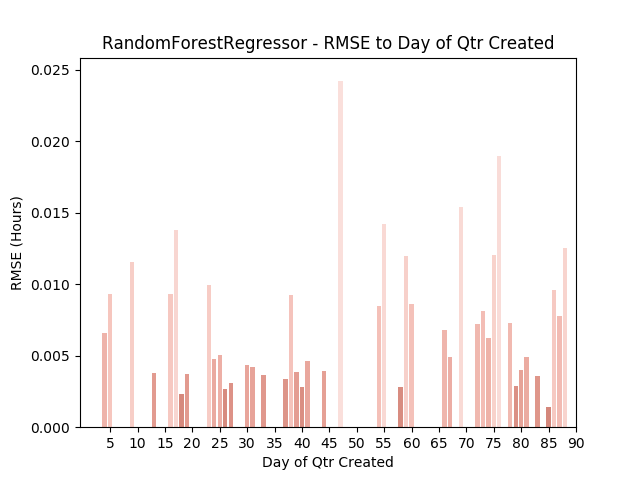 RandomForestRegressor - RMSE to Day of Qtr Created
0.025
0.020
0.015
0.010
0.005
0.000
RMSE (Hours)
5 10 15 20 25 30 35 40 45 50 55 60 65 70 75 80 85 90
Day of Qtr Created